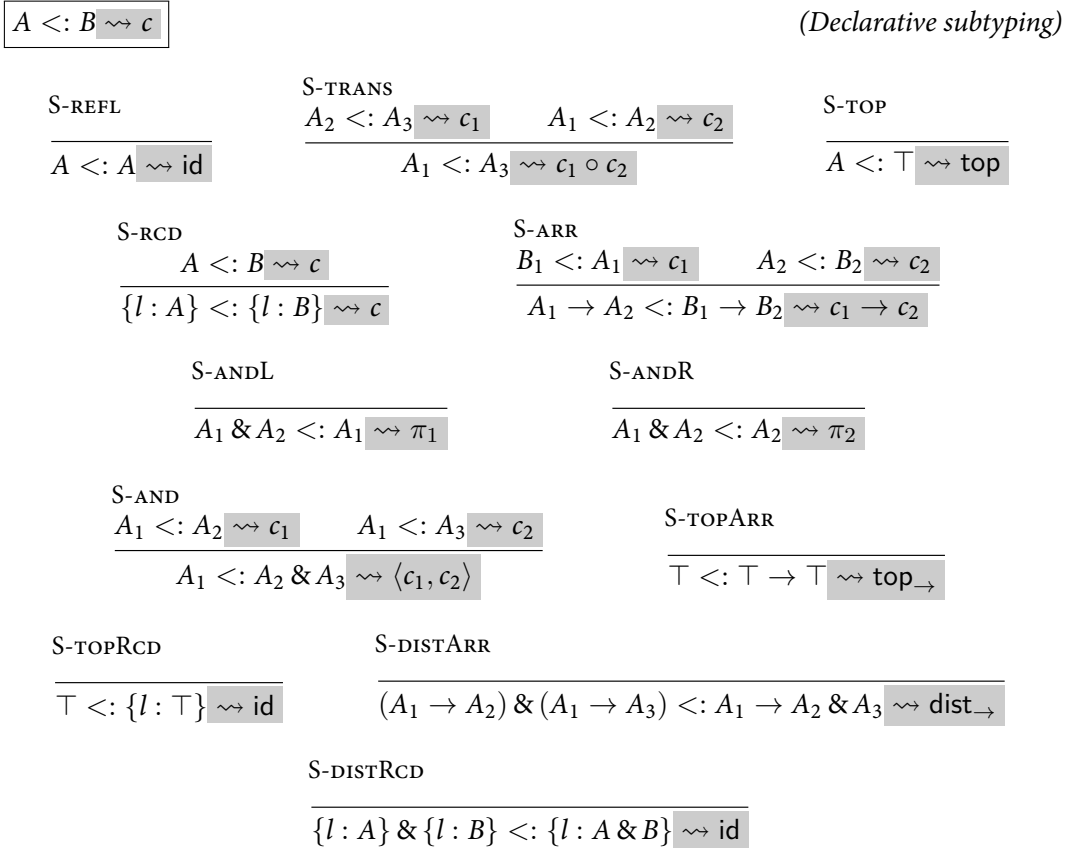 A <: B ⇝ c (Declarative subtyping)
S-REFL
A <: A ⇝ id
S-TRANS
A₂ <: A₃ ⇝ c₁ A₁ <: A₂ ⇝ c₂
A₁ <: A₃ ⇝ c₁ ∘ c₂
S-TOP
A <: ⊤ ⇝ top
S-RCD
A <: B ⇝ c
{l : A} <: {l : B} ⇝ c
S-ARR
B₁ <: A₁ ⇝ c₁ A₂ <: B₂ ⇝ c₂
A₁ → A₂ <: B₁ → B₂ ⇝ c₁ → c₂
S-ANDL
A₁ & A₂ <: A₁ ⇝ π₁
S-ANDR
A₁ & A₂ <: A₂ ⇝ π₂
S-AND
A₁ <: A₂ ⇝ c₁ A₁ <: A₃ ⇝ c₂
A₁ <: A₂ & A₃ ⇝ ⟨c₁, c₂⟩
S-TOPARR
⊤ <: ⊤ → ⊤ ⇝ top→
S-TOPRCD
⊤ <: {l : ⊤} ⇝ id
S-DISTARR
(A₁ → A₂) & (A₁ → A₃) <: A₁ → A₂ & A₃ ⇝ dist→
S-DISTRCD
{l : A} & {l : B} <: {l : A & B} ⇝ id